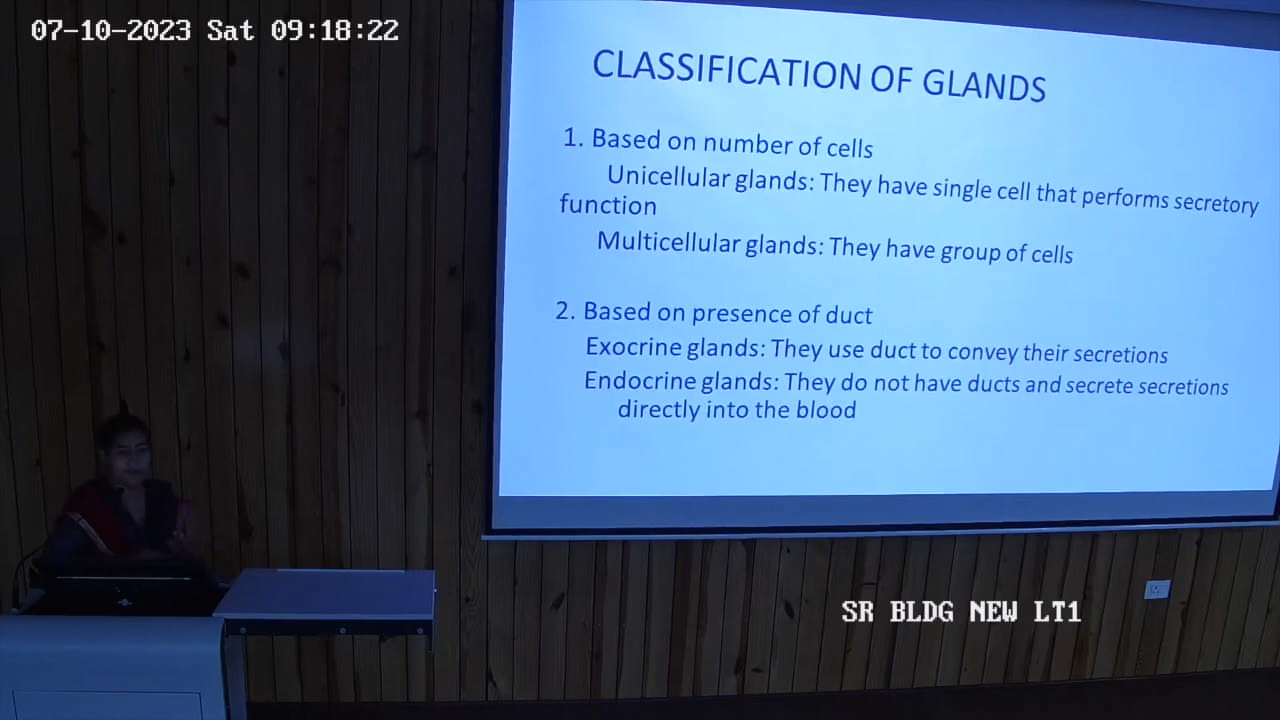 07-10-2023 Sat 09:18:22
CLASSIFICATION OF GLANDS
1. Based on number of cells
Unicellular glands: They have single cell that performs secretory
function
Multicellular glands: They have group of cells
2. Based on presence of duct
Exocrine glands: They use duct to convey their secretions
Endocrine glands: They do not have ducts and secrete secretions
directly into the blood
SR BLDG NEW LT1